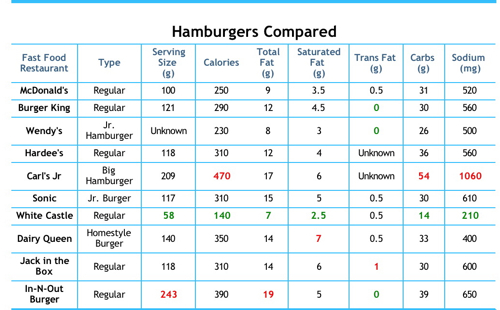 Hamburgers Compared
Fast Food Restaurant Type Serving Size (g) Calories Total Fat (g) Saturated Fat (g) Trans Fat (g) Carbs (g) Sodium (mg)
McDonald's Regular 100 250 9 3.5 0.5 31 520
Burger King Regular 121 290 12 4.5 0 30 560
Wendy's Jr. Hamburger Unknown 230 8 3 0 26 500
Hardee's Regular 118 310 12 4 Unknown 36 560
Carl's Jr Big Hamburger 209 470 17 6 Unknown 54 1060
Sonic Jr. Burger 117 310 15 5 0.5 30 610
White Castle Regular 58 140 7 2.5 0.5 14 210
Dairy Queen Homestyle Burger 140 350 14 7 0.5 33 400
Jack in the Box Regular 118 310 14 6 1 30 600
In-N-Out Burger Regular 243 390 19 5 0 39 650